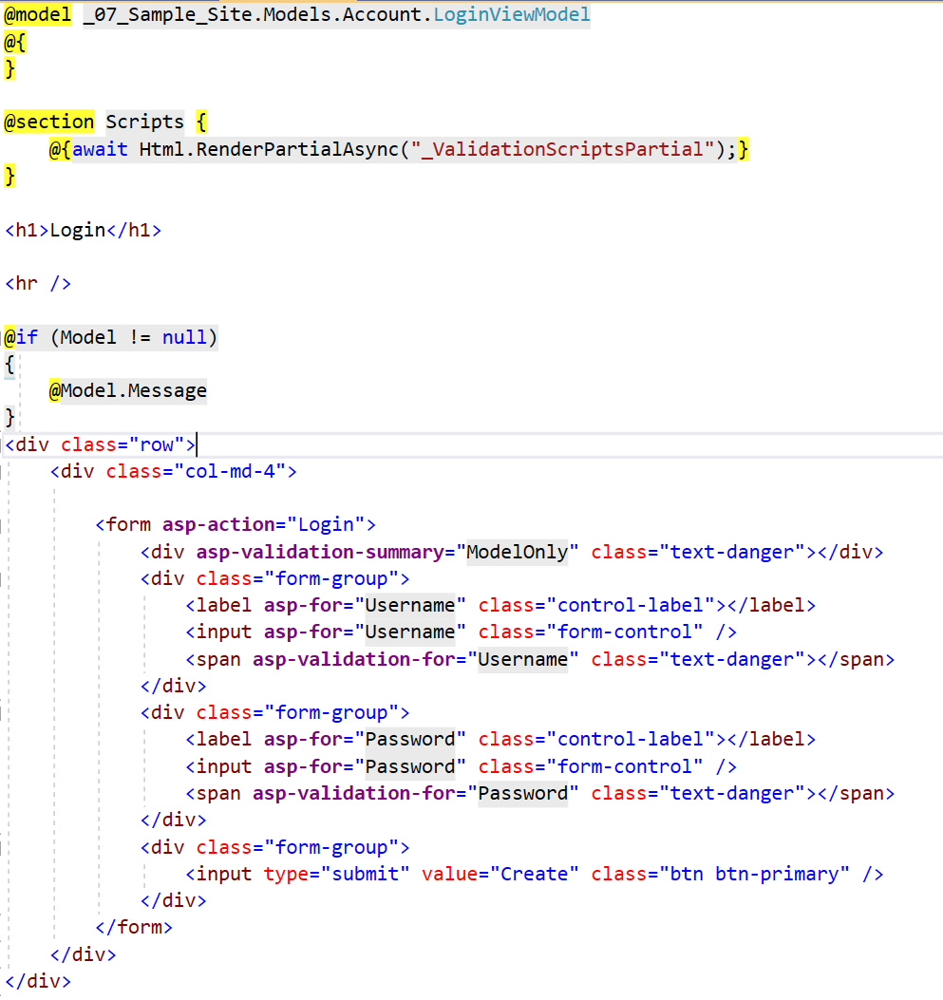 @model _07_Sample_Site.Models.Account.LoginViewModel
@{
}
@section Scripts {
@{await Html.RenderPartialAsync("_ValidationScriptsPartial");}
}
<h1>Login</h1>
<hr />
@if (Model != null)
{
@Model.Message
}
<div class="row">
<div class="col-md-4">
<form asp-action="Login">
<div asp-validation-summary="ModelOnly" class="text-danger"></div>
<div class="form-group">
<label asp-for="Username" class="control-label"></label>
<input asp-for="Username" class="form-control" />
<span asp-validation-for="Username" class="text-danger"></span>
</div>
<div class="form-group">
<label asp-for="Password" class="control-label"></label>
<input asp-for="Password" class="form-control" />
<span asp-validation-for="Password" class="text-danger"></span>
</div>
<div class="form-group">
<input type="submit" value="Create" class="btn btn-primary" />
</div>
</form>
</div>
</div>